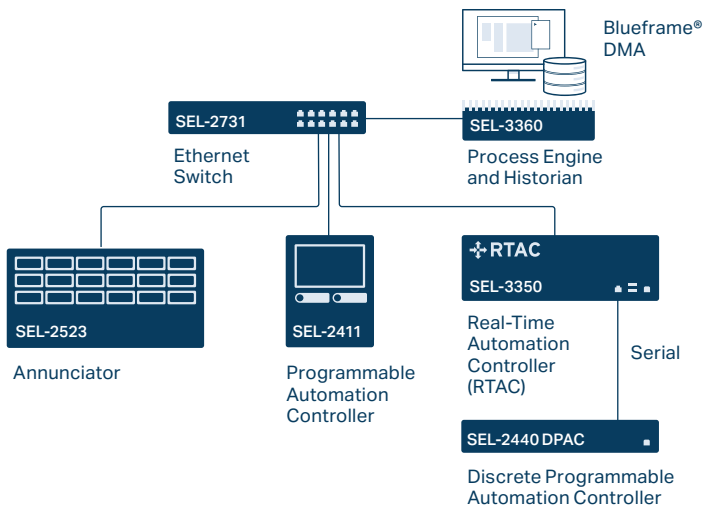 Blueframe®
DMA
SEL-2731
SEL-3360
Ethernet
Switch
Process Engine
and Historian
RTAC
SEL-3350
SEL-2523
SEL-2411
Annunciator
Programmable
Automation
Controller
Real-Time
Automation
Controller
(RTAC)
Serial
SEL-2440 DPAC
Discrete Programmable
Automation Controller